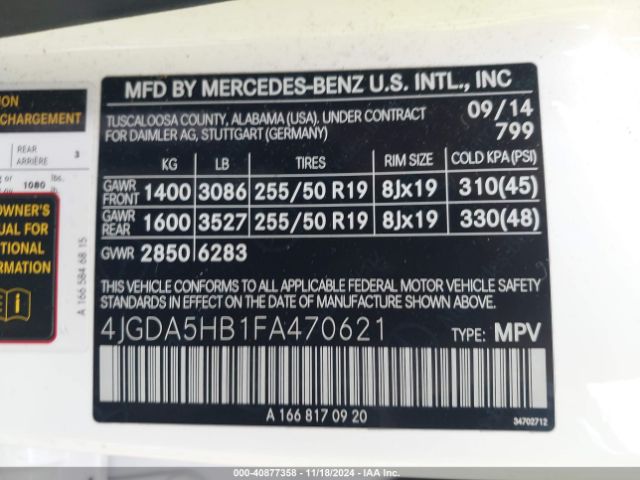 ION
CHARGEMENT
REAR
ARRIÈRE
3
or 1080 lbs.
OWNER'S
UAL FOR
TIONAL
RMATION
A 166 584 68 15
MFD BY MERCEDES-BENZ U.S. INTL., INC
TUSCALOOSA COUNTY, ALABAMA (USA). UNDER CONTRACT 09/14
FOR DAIMLER AG, STUTTGART (GERMANY) 799
KG LB TIRES RIM SIZE COLD KPA (PSI)
GAWR FRONT 1400 3086 255/50 R19 8Jx19 310(45)
GAWR REAR 1600 3527 255/50 R19 8Jx19 330(48)
GVWR 2850 6283
THIS VEHICLE CONFORMS TO ALL APPLICABLE FEDERAL MOTOR VEHICLE SAFETY
STANDARDS IN EFFECT ON THE DATE OF MANUFACTURE SHOWN ABOVE.
4JGDA5HB1FA470621 TYPE: MPV
A 166 817 09 20
34702712
000-40877358 - 11/18/2024 - IAA Inc.